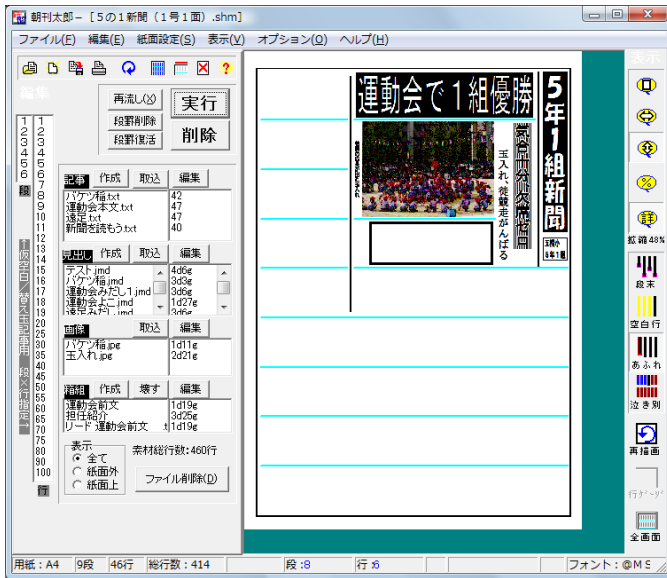 朝刊太郎 – [ 5の1新聞（1号1面）.shm]
ファイル(F) 編集(E) 紙面設定(S) 表示(V) オプション(O) ヘルプ(H)
編集
再流し(X) 実行
段罫削除
段罫復活 削除
1 2 3 4 5 6 段
1 2 3 4 5 6 7 8 9 10 11 12 13 14 15 16 17 18 19 20 25 30 35 40 45 50 55 60 65 70 75 80 90 100 行
記事 作成 取込 編集
バケツ稲.txt 42
運動会本文.txt 47
遠足.txt 47
新聞を読もう.txt 40
見出し 作成 取込 編集
テスト.jmd 4d6g
バケツ稲.jmd 3d3g
運動会みだし1.jmd 3d6g
運動会よこ.jmd 1d27g
遠足みだし.jmd 3d6g
画像 取込 編集
バケツ稲.jpg 1d11g
玉入れ.jpg 2d21g
箱組 作成 壊す 編集
運動会前文 1d19g
担任紹介 3d25g
リード 運動会前文 .t 1d19g
表示
全て
紙面外
紙面上
素材総行数:460行
ファイル削除(D)
5年1組新聞
運動会で1組優勝
玉入れ、徒競走がんばる
5年1組
表示
拡縮48%
段末
空白行
あふれ
泣き別
再描画
行ゲージ
全画面
用紙：A4 9段 46行 総行数：414 段:8 行:6 フォント：@MS